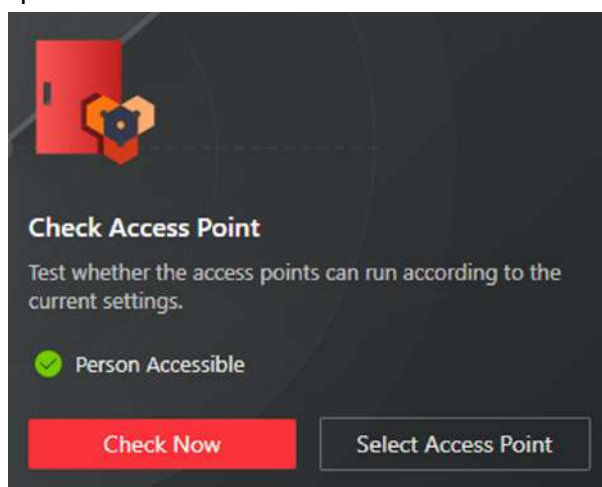 Check Access Point
Test whether the access points can run according to the
current settings.
Person Accessible
Check Now
Select Access Point